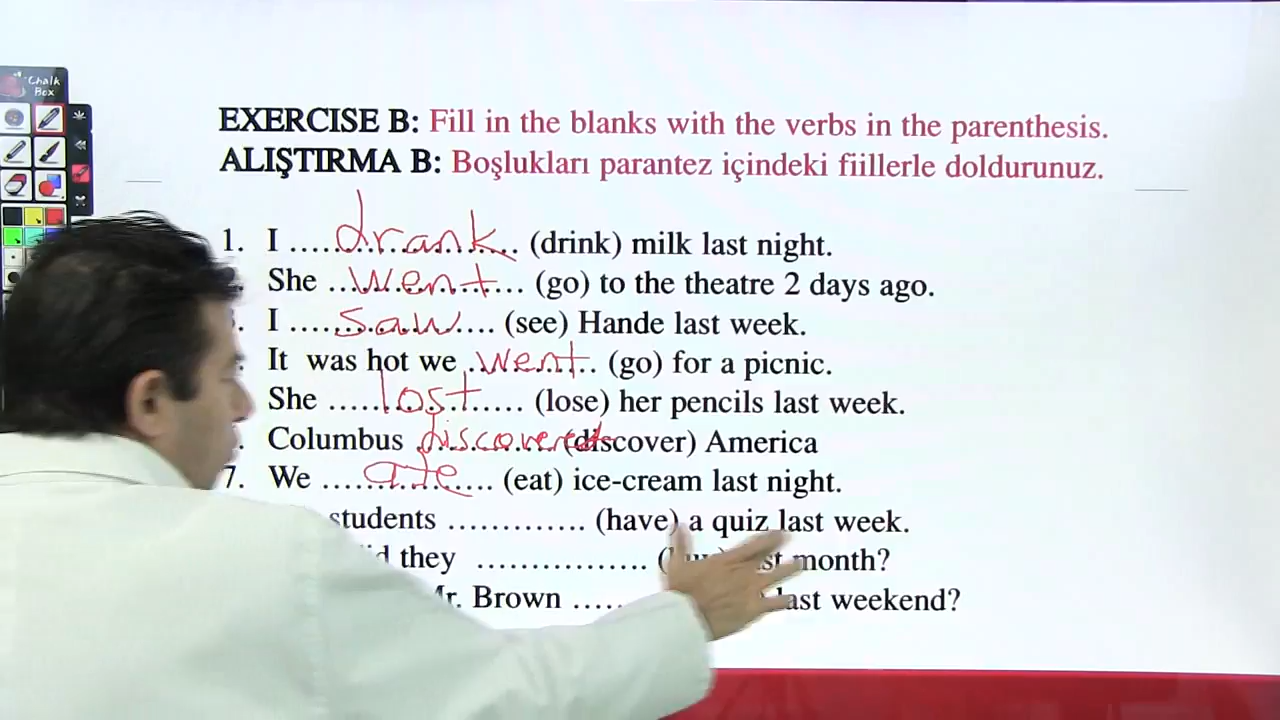 Chalk
Box
EXERCISE B: Fill in the blanks with the verbs in the parenthesis.
ALIŞTIRMA B: Boşlukları parantez içindeki fiillerle doldurunuz.
1. I ....drank.... (drink) milk last night.
She ....went.... (go) to the theatre 2 days ago.
I ....saw.... (see) Hande last week.
It was hot we ..went.. (go) for a picnic.
She ....lost.... (lose) her pencils last week.
Columbus discovered (discover) America
7. We ....ate.... (eat) ice-cream last night.
students ............. (have) a quiz last week.
they ................ last month?
Mr. Brown ..... last weekend?